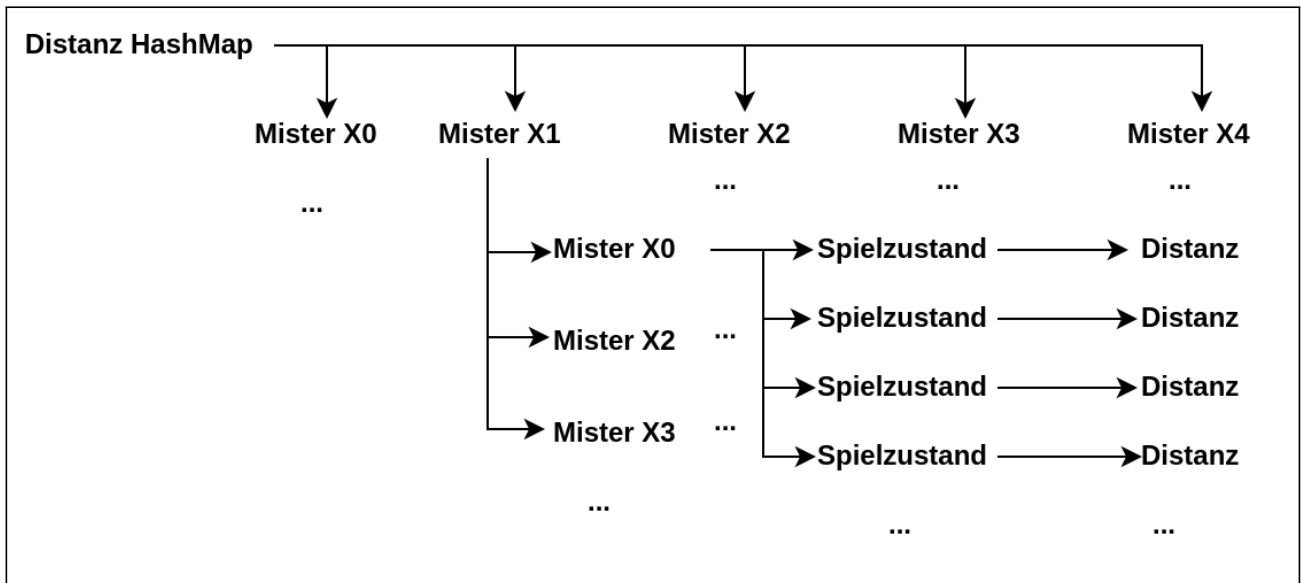 Distanz HashMap
Mister X0 Mister X1 Mister X2 Mister X3 Mister X4
... ... ...
...
Mister X0 Spielzustand Distanz
Spielzustand Distanz
Mister X2 ...
Spielzustand Distanz
Mister X3 ...
Spielzustand Distanz
...
... ...